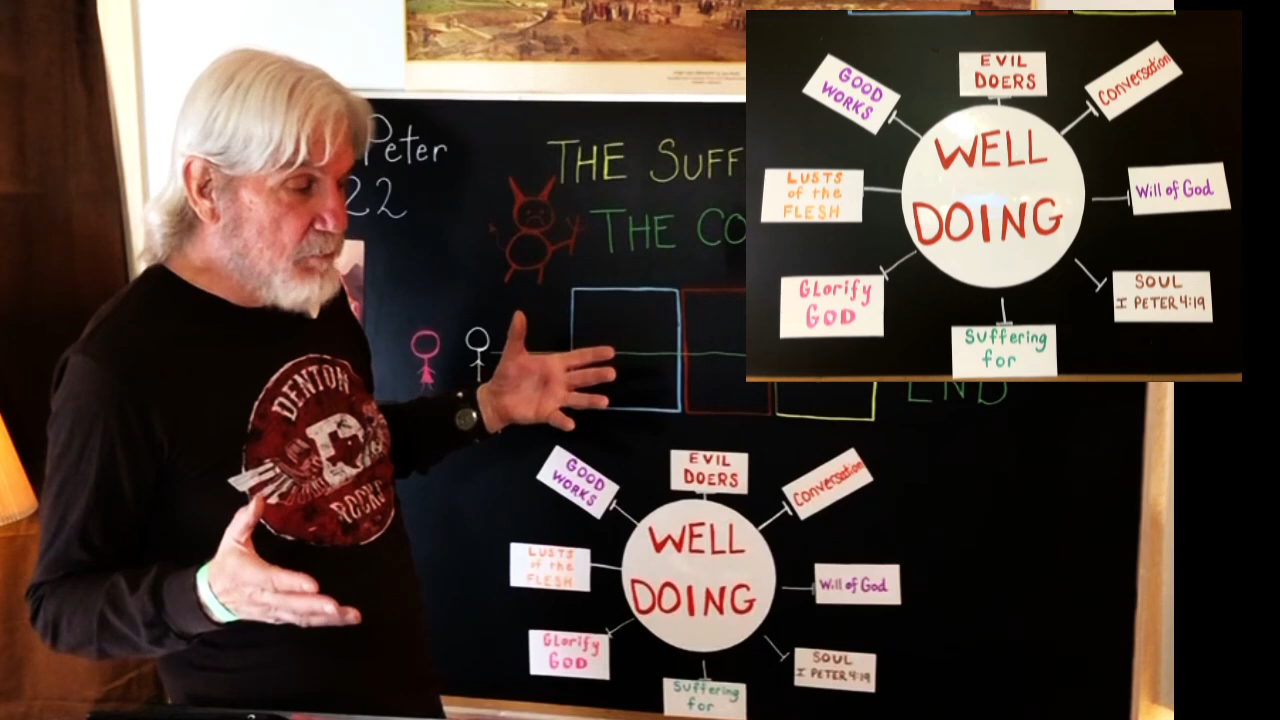 Peter
22
THE SUFF
THE CO
END
DENTON
ROCKS
GOOD
WORKS
EVIL
DOERS
Conversation
LUSTS
of the
FLESH
WELL
DOING
Will of God
Glorify
GOD
SOUL
I PETER 4:19
Suffering
for
GOOD
WORKS
EVIL
DOERS
Conversation
LUSTS
of the
FLESH
WELL
DOING
Will of God
Glorify
GOD
SOUL
I PETER 4:19
Suffering
for